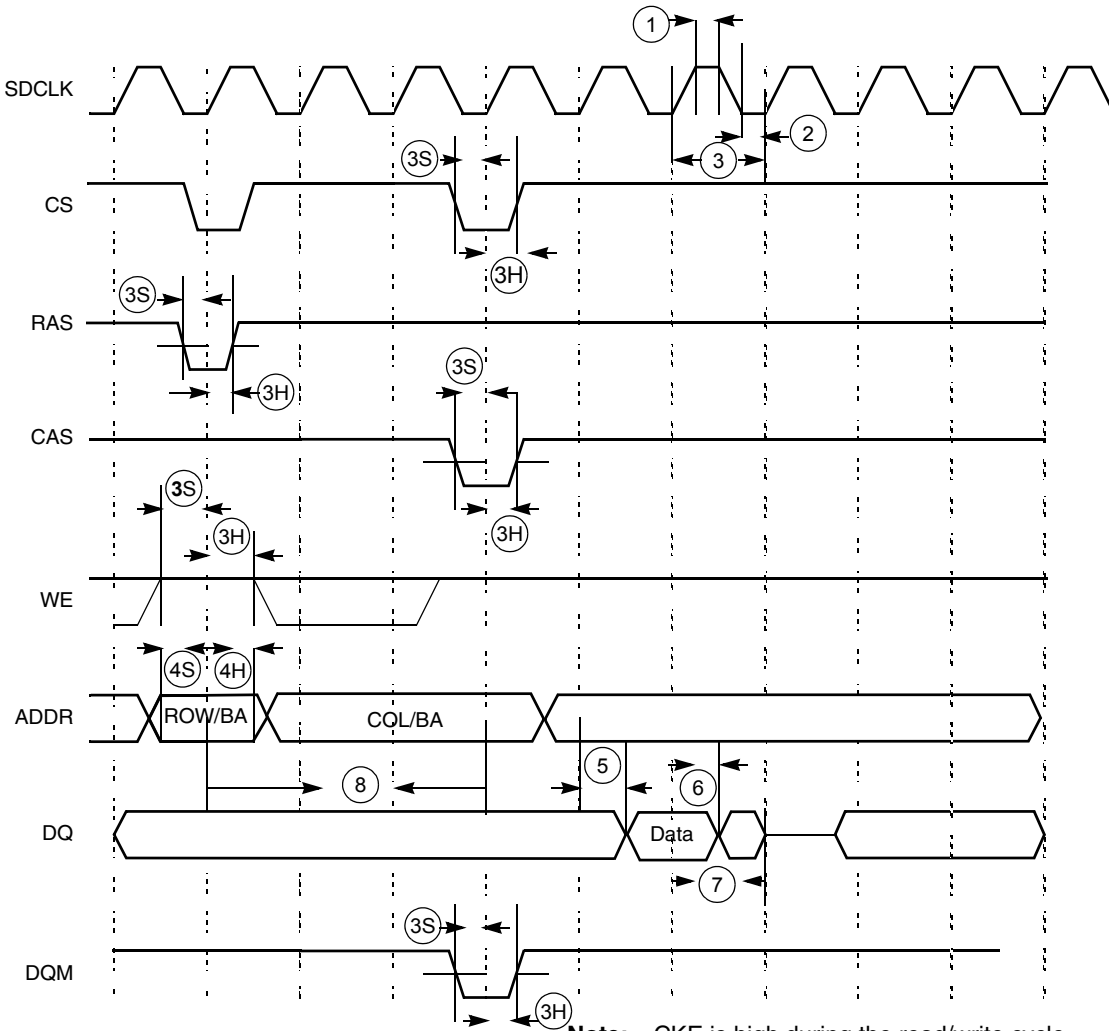 1
SDCLK
2
3S
3
CS
3H
3S
RAS
3S
3H
CAS
3S
3H
3H
WE
4S
4H
ADDR
ROW/BA
COL/BA
5
8
6
DQ
Data
7
3S
DQM
3H
Note: CKE is high during the read/write cycle